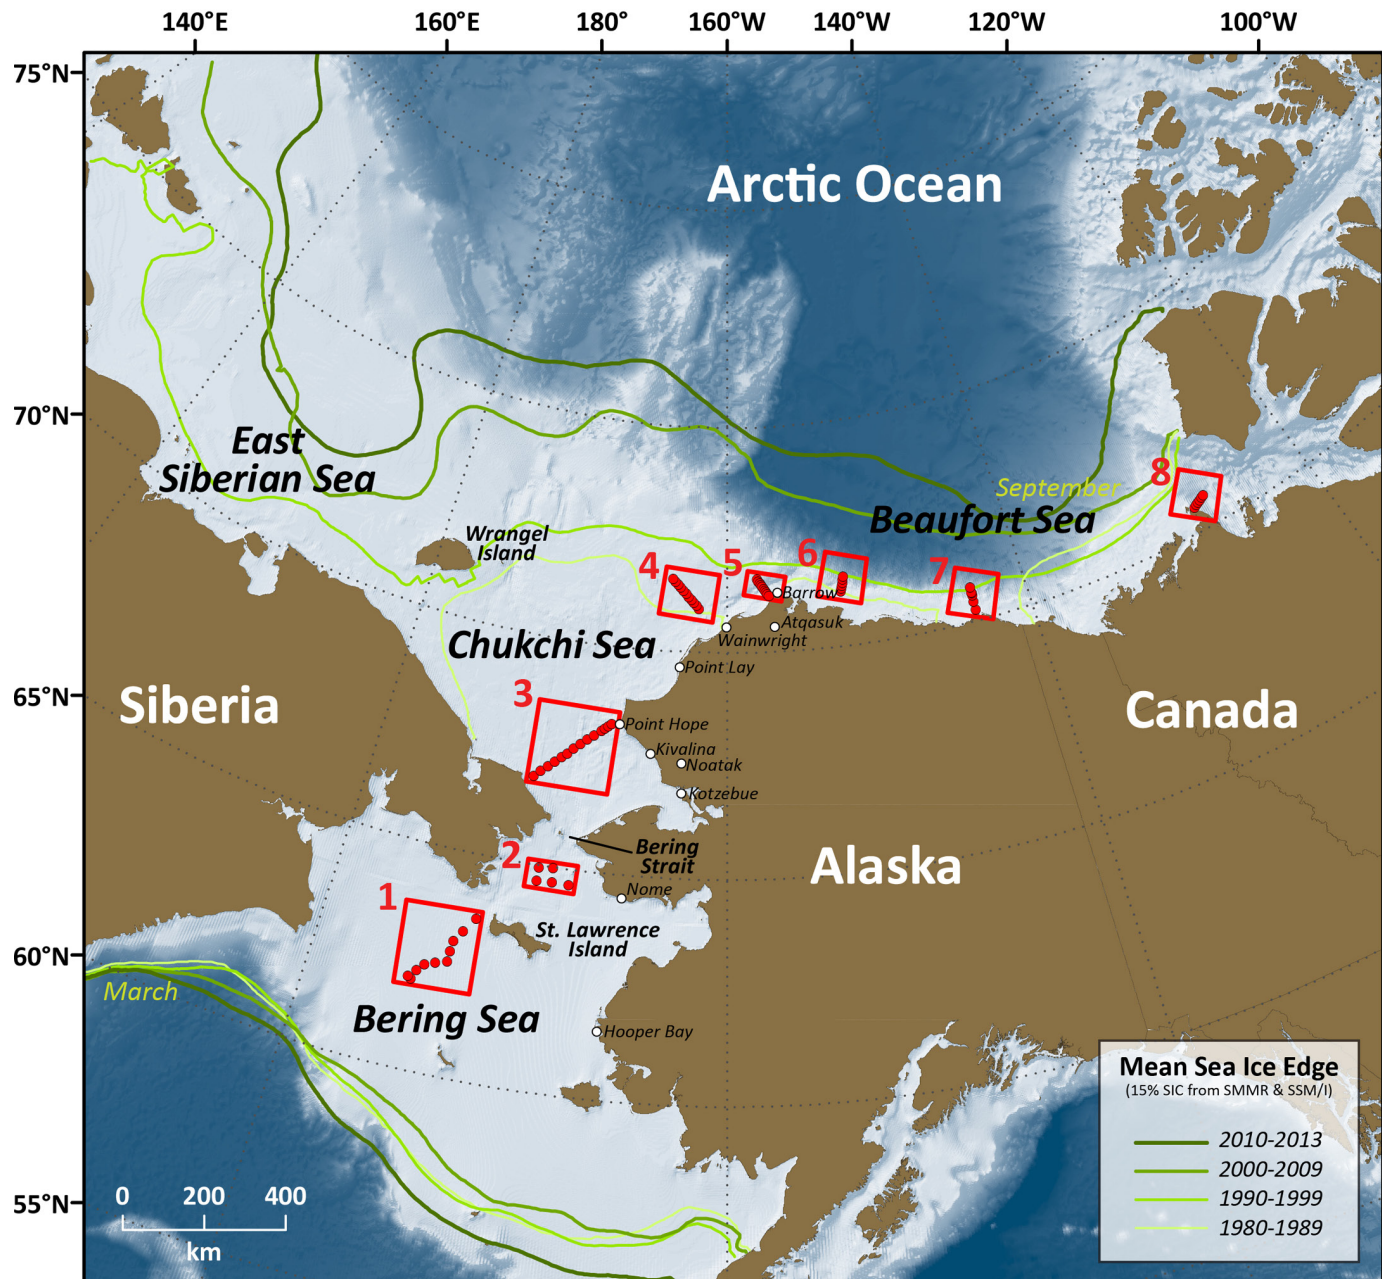 140°E 160°E 180° 160°W 140°W 120°W 100°W
75°N
Arctic Ocean
70°N
East
Siberian Sea
September
8
Beaufort Sea
Wrangel
Island
4
5
6
7
Barrow
Atqasuk
Wainwright
Chukchi Sea
Point Lay
65°N
Siberia
3
Canada
Point Hope
Kivalina
Noatak
Kotzebue
Bering
Strait
2
Alaska
Nome
1
St. Lawrence
Island
60°N
March
Bering Sea
Hooper Bay
Mean Sea Ice Edge
(15% SIC from SMMR & SSM/I)
2010-2013
2000-2009
1990-1999
1980-1989
55°N
0 200 400
km